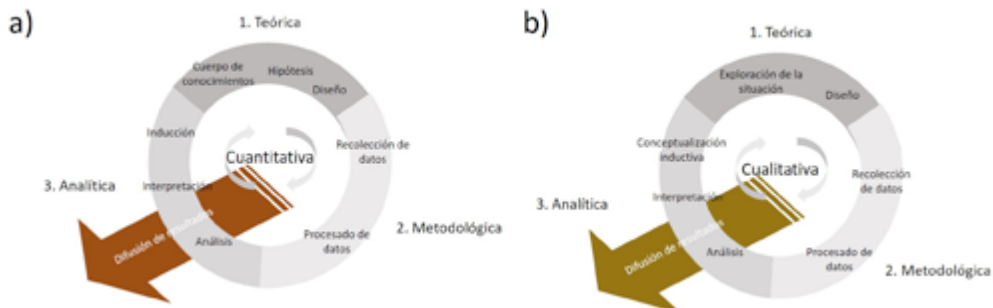 a)
1. Teórica
Cuerpo de
conocimientos
Hipótesis
Diseño
Inducción
Cuantitativa
Recolección de
datos
3. Analítica
Interpretación
Difusión de resultados
Análisis
Procesado de
datos
2. Metodológica
b)
1. Teórica
Exploración de la
situación
Diseño
Conceptualización
inductiva
Cualitativa
Recolección
de datos
3. Analítica
Interpretación
Difusión de resultados
Análisis
Procesado de
datos
2. Metodológica